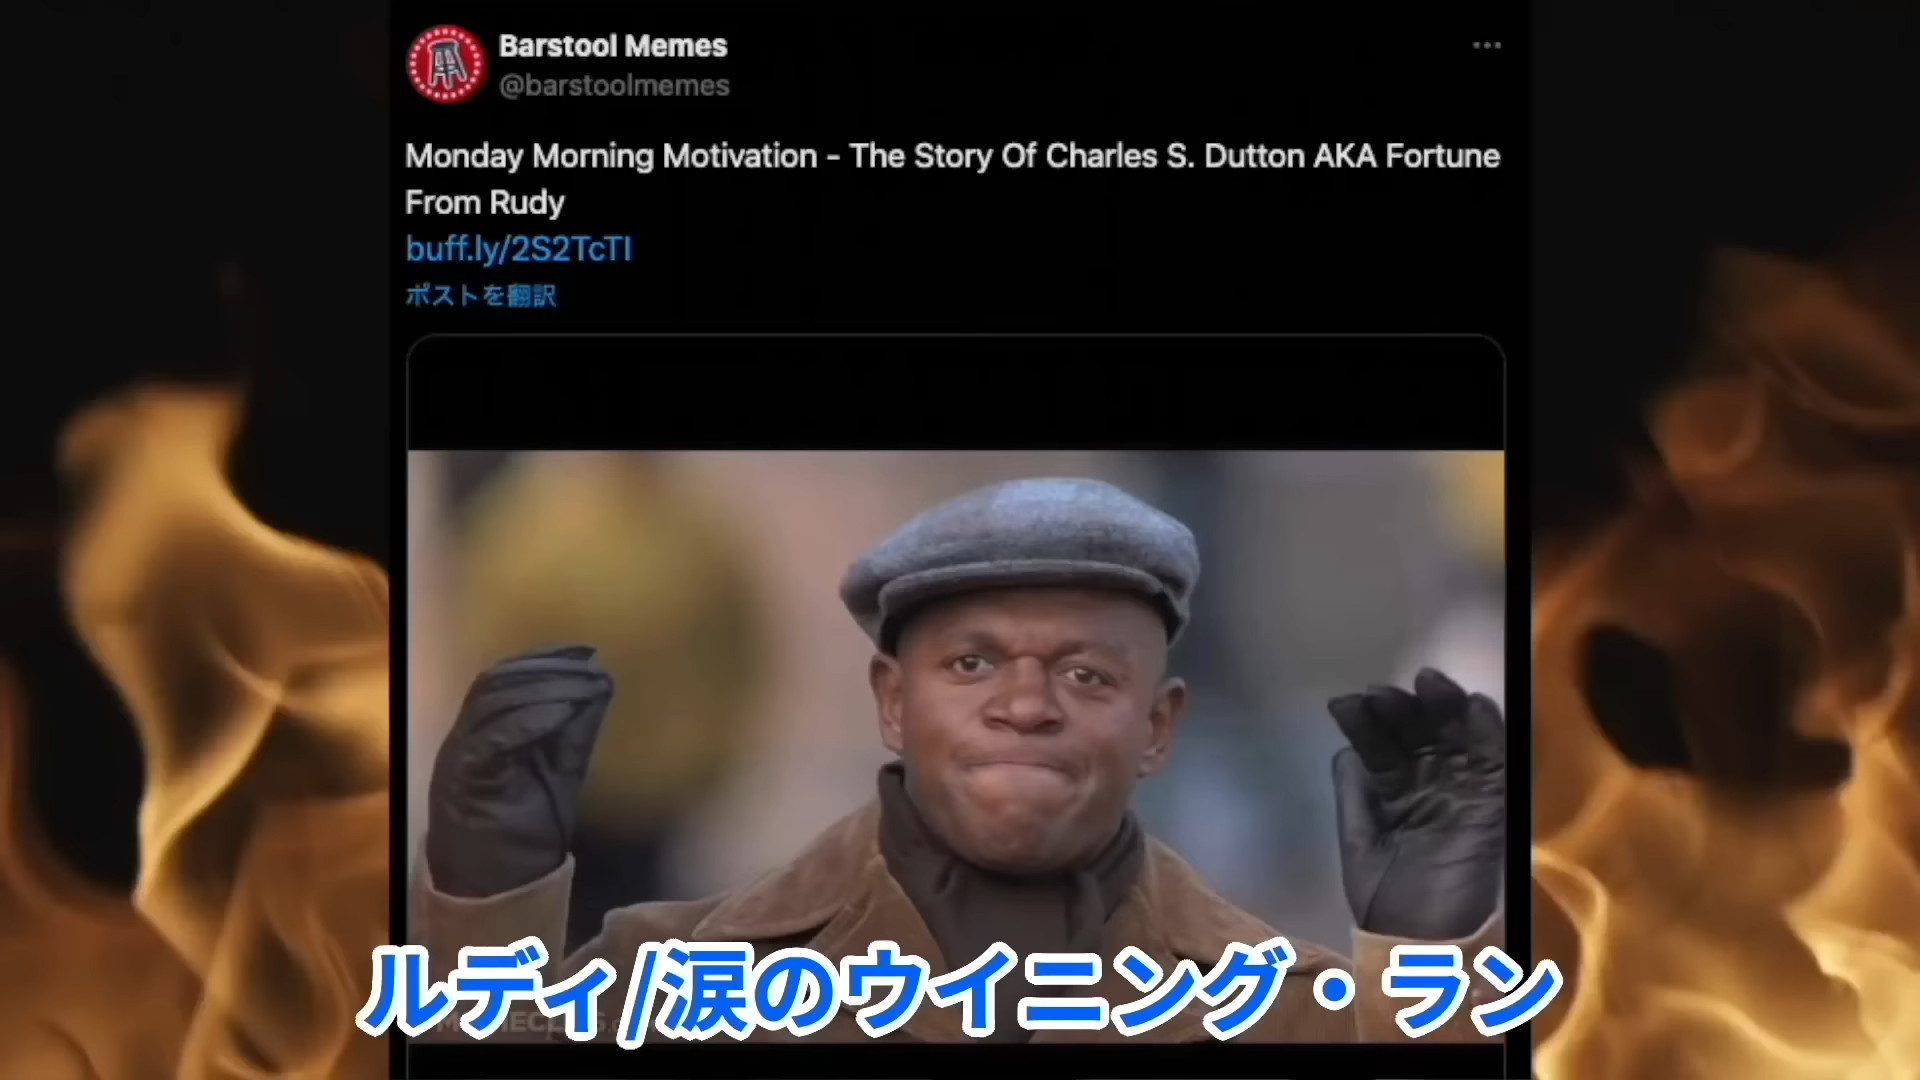 Barstool Memes
@barstoolmemes
Monday Morning Motivation - The Story Of Charles S. Dutton AKA Fortune
From Rudy
buff.ly/2S2TcTI
ポストを翻訳
ルディ/涙のウイニング・ラン